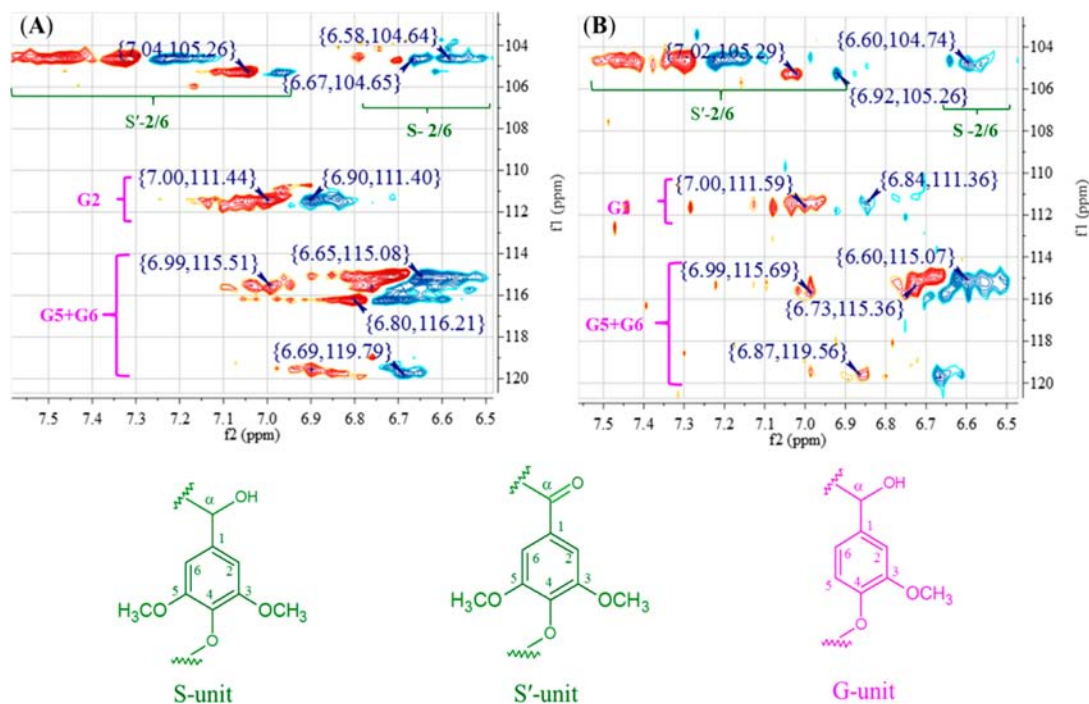 (A)
{7.04,105.26}
{6.58,104.64}
{6.67,104.65}
S'-2/6
S- 2/6
{7.00,111.44}
{6.90,111.40}
G2
{6.99,115.51}
{6.65,115.08}
G5+G6
{6.80,116.21}
{6.69,119.79}
104
106
108
110
112
114
116
118
120
f1 (ppm)
7.5 7.4 7.3 7.2 7.1 7.0 6.9 6.8 6.7 6.6 6.5
f2 (ppm)
(B)
{7.02,105.29}
{6.60,104.74}
{6.92,105.26}
S'-2/6
S -2/6
{7.00,111.59}
{6.84,111.36}
{6.99,115.69}
{6.60,115.07}
G5+G6
{6.73,115.36}
{6.87,119.56}
104
106
108
110
112
114
116
118
120
f1 (ppm)
7.5 7.4 7.3 7.2 7.1 7.0 6.9 6.8 6.7 6.6 6.5
f2 (ppm)
α OH
1
6 2
5 4 3
H3CO OCH3
O
S-unit
α O
1
6 2
5 4 3
H3CO OCH3
O
S'-unit
α OH
1
6 2
5 4 3
OCH3
O
G-unit